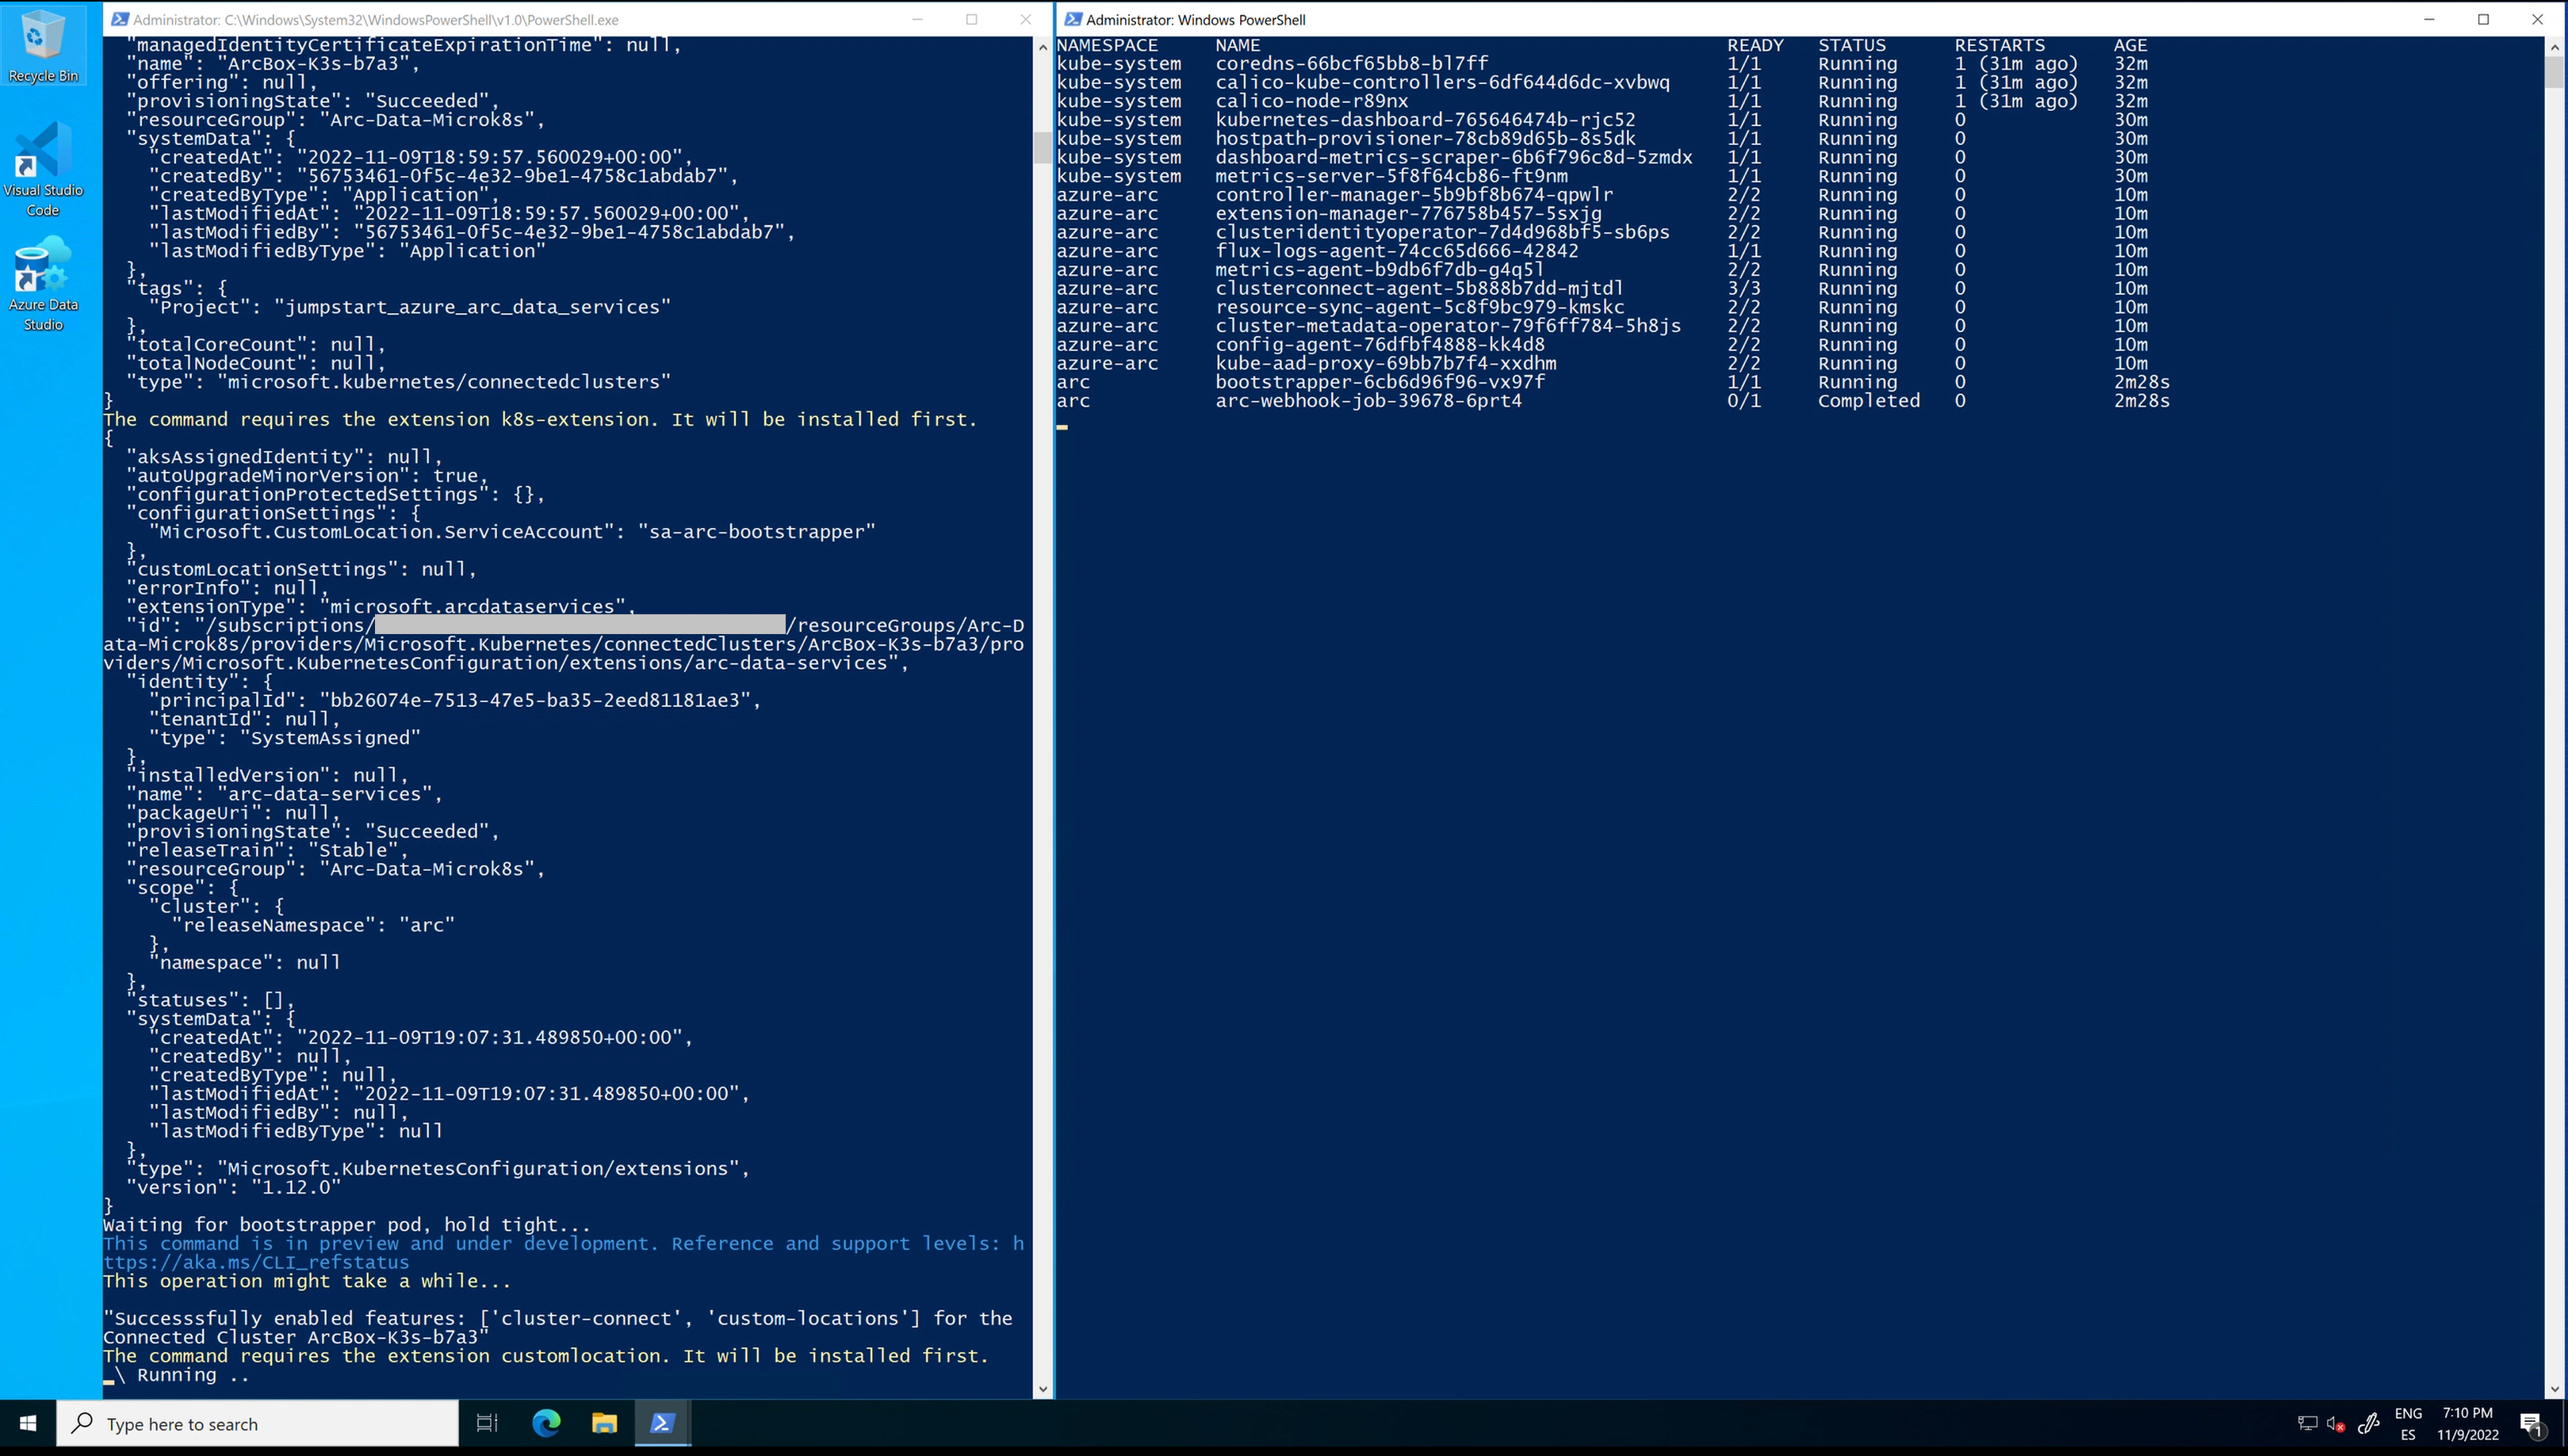 Recycle Bin
Visual Studio
Code
Azure Data
Studio
Administrator: C:\Windows\System32\WindowsPowerShell\v1.0\PowerShell.exe
"managedIdentityCertificateExpirationTime": null,
"name": "ArcBox-K3s-b7a3",
"offering": null,
"provisioningState": "Succeeded",
"resourceGroup": "Arc-Data-Microk8s",
"systemData": {
"createdAt": "2022-11-09T18:59:57.560029+00:00",
"createdBy": "56753461-0f5c-4e32-9be1-4758c1abdab7",
"createdByType": "Application",
"lastModifiedAt": "2022-11-09T18:59:57.560029+00:00",
"lastModifiedBy": "56753461-0f5c-4e32-9be1-4758c1abdab7",
"lastModifiedByType": "Application"
},
"tags": {
"Project": "jumpstart_azure_arc_data_services"
},
"totalCoreCount": null,
"totalNodeCount": null,
"type": "microsoft.kubernetes/connectedclusters"
}
The command requires the extension k8s-extension. It will be installed first.
{
"aksAssignedIdentity": null,
"autoUpgradeMinorVersion": true,
"configurationProtectedSettings": {},
"configurationSettings": {
"Microsoft.CustomLocation.ServiceAccount": "sa-arc-bootstrapper"
},
"customLocationSettings": null,
"errorInfo": null,
"extensionType": "microsoft.arcdataservices",
"id": "/subscriptions/ /resourceGroups/Arc-D
ata-Microk8s/providers/Microsoft.Kubernetes/connectedClusters/ArcBox-K3s-b7a3/pro
viders/Microsoft.KubernetesConfiguration/extensions/arc-data-services",
"identity": {
"principalId": "bb26074e-7513-47e5-ba35-2eed81181ae3",
"tenantId": null,
"type": "SystemAssigned"
},
"installedVersion": null,
"name": "arc-data-services",
"packageUri": null,
"provisioningState": "Succeeded",
"releaseTrain": "Stable",
"resourceGroup": "Arc-Data-Microk8s",
"scope": {
"cluster": {
"releaseNamespace": "arc"
},
"namespace": null
},
"statuses": [],
"systemData": {
"createdAt": "2022-11-09T19:07:31.489850+00:00",
"createdBy": null,
"createdByType": null,
"lastModifiedAt": "2022-11-09T19:07:31.489850+00:00",
"lastModifiedBy": null,
"lastModifiedByType": null
},
"type": "Microsoft.KubernetesConfiguration/extensions",
"version": "1.12.0"
}
Waiting for bootstrapper pod, hold tight...
This command is in preview and under development. Reference and support levels: h
ttps://aka.ms/CLI_refstatus
This operation might take a while...
"Successsfully enabled features: ['cluster-connect', 'custom-locations'] for the
Connected Cluster ArcBox-K3s-b7a3"
The command requires the extension customlocation. It will be installed first.
\ Running ..
Administrator: Windows PowerShell
NAMESPACE NAME READY STATUS RESTARTS AGE
kube-system coredns-66bcf65bb8-bl7ff 1/1 Running 1 (31m ago) 32m
kube-system calico-kube-controllers-6df644d6dc-xvbwq 1/1 Running 1 (31m ago) 32m
kube-system calico-node-r89nx 1/1 Running 1 (31m ago) 32m
kube-system kubernetes-dashboard-765646474b-rjc52 1/1 Running 0 30m
kube-system hostpath-provisioner-78cb89d65b-8s5dk 1/1 Running 0 30m
kube-system dashboard-metrics-scraper-6b6f796c8d-5zmdx 1/1 Running 0 30m
kube-system metrics-server-5f8f64cb86-ft9nm 1/1 Running 0 30m
azure-arc controller-manager-5b9bf8b674-qpwlr 2/2 Running 0 10m
azure-arc extension-manager-776758b457-5sxjg 2/2 Running 0 10m
azure-arc clusteridentityoperator-7d4d968bf5-sb6ps 2/2 Running 0 10m
azure-arc flux-logs-agent-74cc65d666-42842 1/1 Running 0 10m
azure-arc metrics-agent-b9db6f7db-g4q5l 2/2 Running 0 10m
azure-arc clusterconnect-agent-5b888b7dd-mjtdl 3/3 Running 0 10m
azure-arc resource-sync-agent-5c8f9bc979-kmskc 2/2 Running 0 10m
azure-arc cluster-metadata-operator-79f6ff784-5h8js 2/2 Running 0 10m
azure-arc config-agent-76dfbf4888-kk4d8 2/2 Running 0 10m
azure-arc kube-aad-proxy-69bb7b7f4-xxdhm 2/2 Running 0 10m
arc bootstrapper-6cb6d96f96-vx97f 1/1 Running 0 2m28s
arc arc-webhook-job-39678-6prt4 0/1 Completed 0 2m28s
Type here to search
ENG
ES
7:10 PM
11/9/2022
1